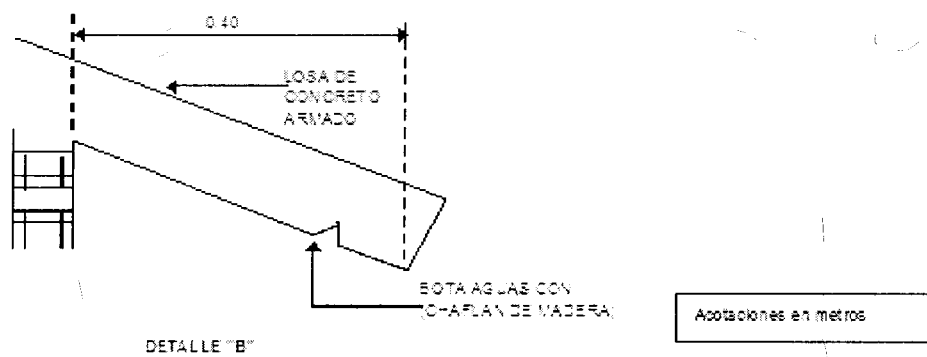 0.40
LOSA DE
CONCRETO
ARMADO
BOTA AGUAS CON
(CHAFLAN DE MADERA)
Acotaciones en metros
DETALLE "B"